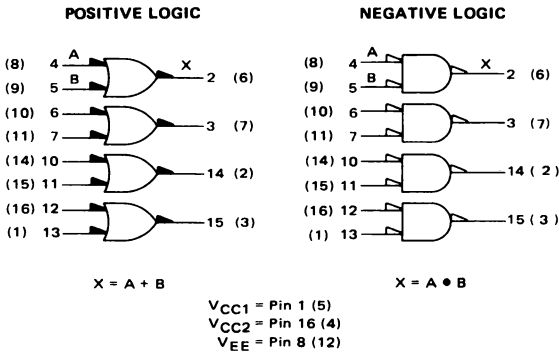 POSITIVE LOGIC
NEGATIVE LOGIC
(8) 4 A X 2 (6)
(9) 5 B
(10) 6 3 (7)
(11) 7
(14) 10 14 (2)
(15) 11
(16) 12 15 (3)
(1) 13
X = A + B
(8) 4 A X 2 (6)
(9) 5 B
(10) 6 3 (7)
(11) 7
(14) 10 14 ( 2)
(15) 11
(16) 12 15 ( 3 )
(1) 13
X = A ● B
VCC1 = Pin 1 (5)
VCC2 = Pin 16 (4)
VEE = Pin 8 (12)